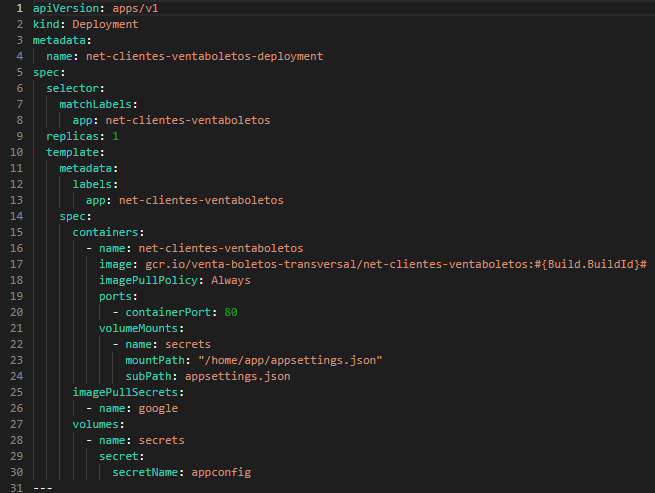 1 apiVersion: apps/v1
2 kind: Deployment
3 metadata:
4   name: net-clientes-ventaboletos-deployment
5 spec:
6   selector:
7     matchLabels:
8       app: net-clientes-ventaboletos
9   replicas: 1
10   template:
11     metadata:
12       labels:
13         app: net-clientes-ventaboletos
14     spec:
15       containers:
16         - name: net-clientes-ventaboletos
17           image: gcr.io/venta-boletos-transversal/net-clientes-ventaboletos:#{Build.BuildId}#
18           imagePullPolicy: Always
19           ports:
20             - containerPort: 80
21           volumeMounts:
22             - name: secrets
23               mountPath: "/home/app/appsettings.json"
24               subPath: appsettings.json
25       imagePullSecrets:
26         - name: google
27       volumes:
28         - name: secrets
29           secret:
30             secretName: appconfig
31 ---